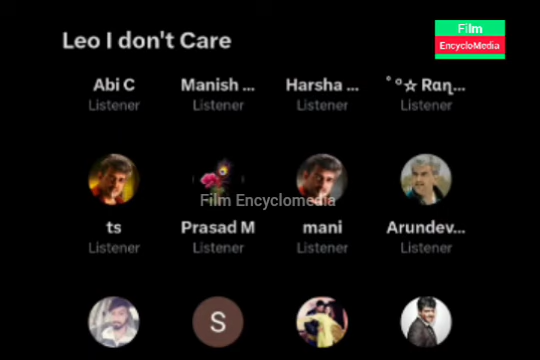 Leo I don't Care
Film
EncycloMedia
Abi C
Manish ...
Harsha ...
ﾟº☆ Rαɳ...
Listener
Listener
Listener
Listener
Film Encyclomedia
ts
Prasad M
mani
Arundev...
Listener
Listener
Listener
Listener
S